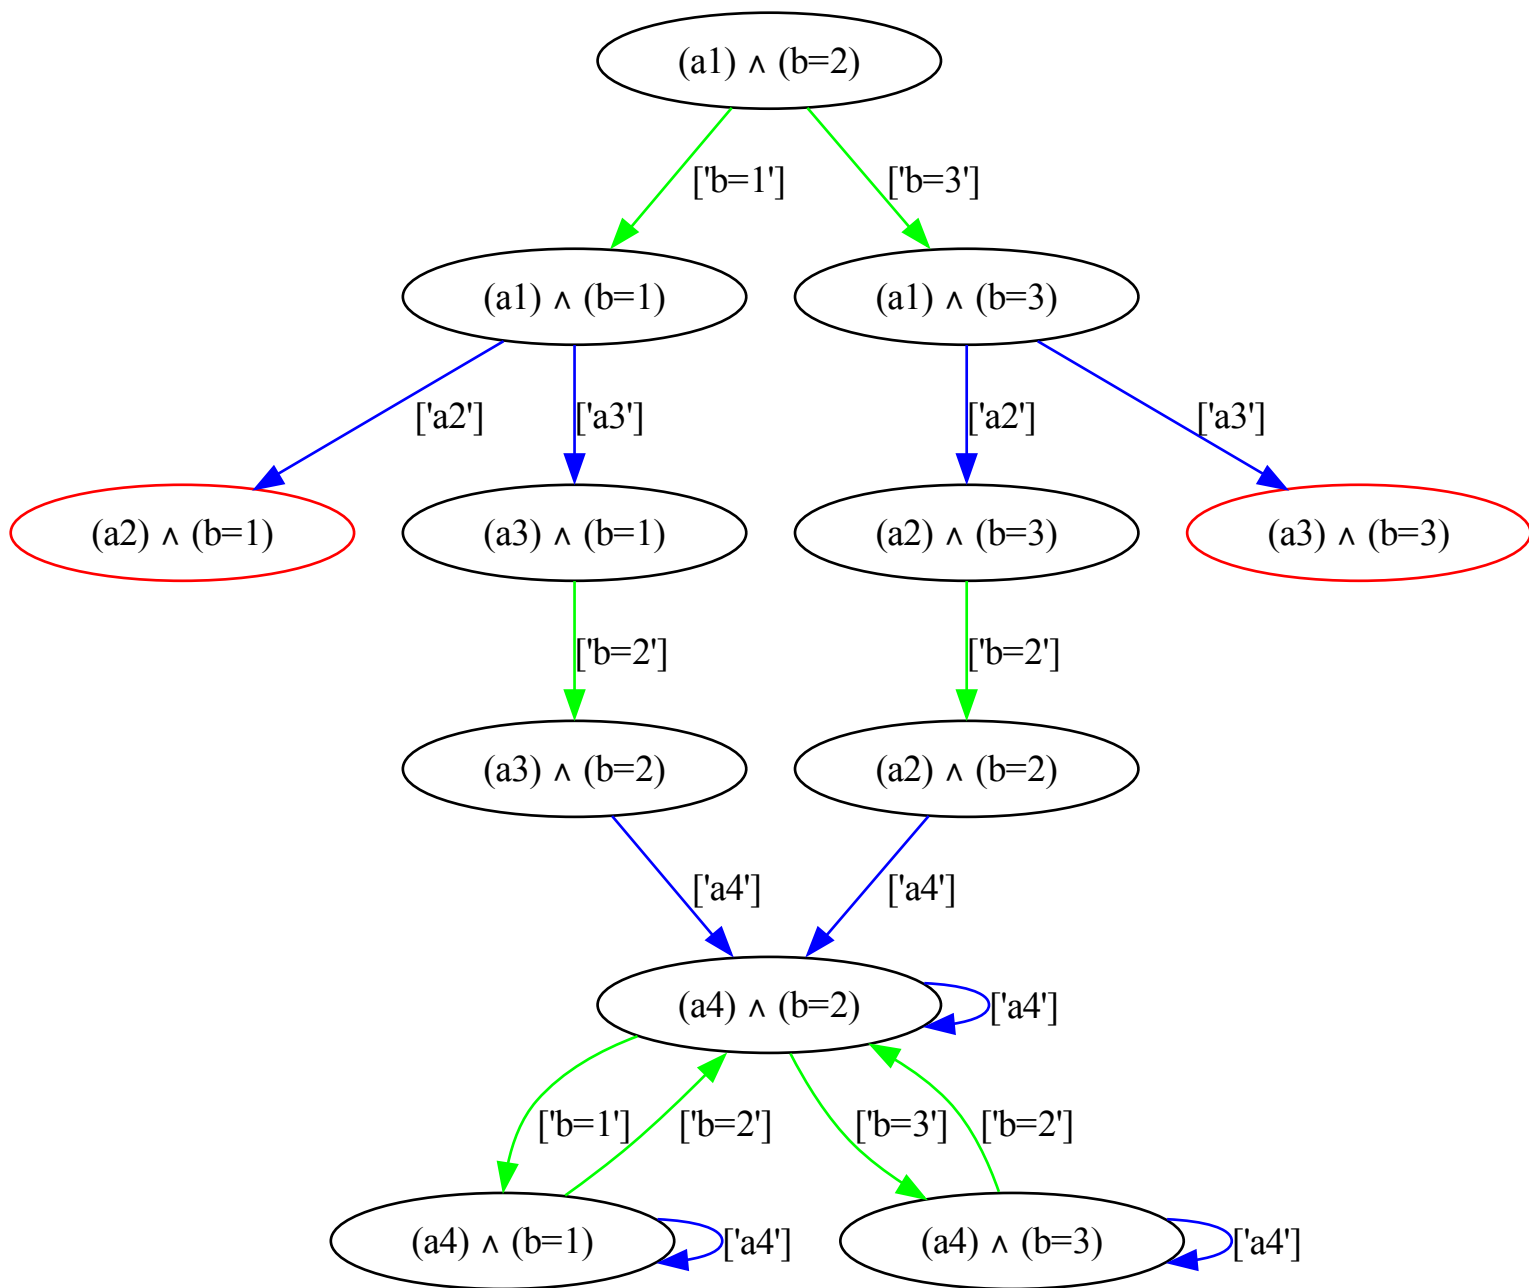 (a1) ∧ (b=2)
['b=1']
['b=3']
(a1) ∧ (b=1)
(a1) ∧ (b=3)
['a2']
['a3']
['a2']
['a3']
(a2) ∧ (b=1)
(a3) ∧ (b=1)
(a2) ∧ (b=3)
(a3) ∧ (b=3)
['b=2']
['b=2']
(a3) ∧ (b=2)
(a2) ∧ (b=2)
['a4']
['a4']
(a4) ∧ (b=2)
['a4']
['b=1']
['b=2']
['b=3']
['b=2']
(a4) ∧ (b=1)
['a4']
(a4) ∧ (b=3)
['a4']